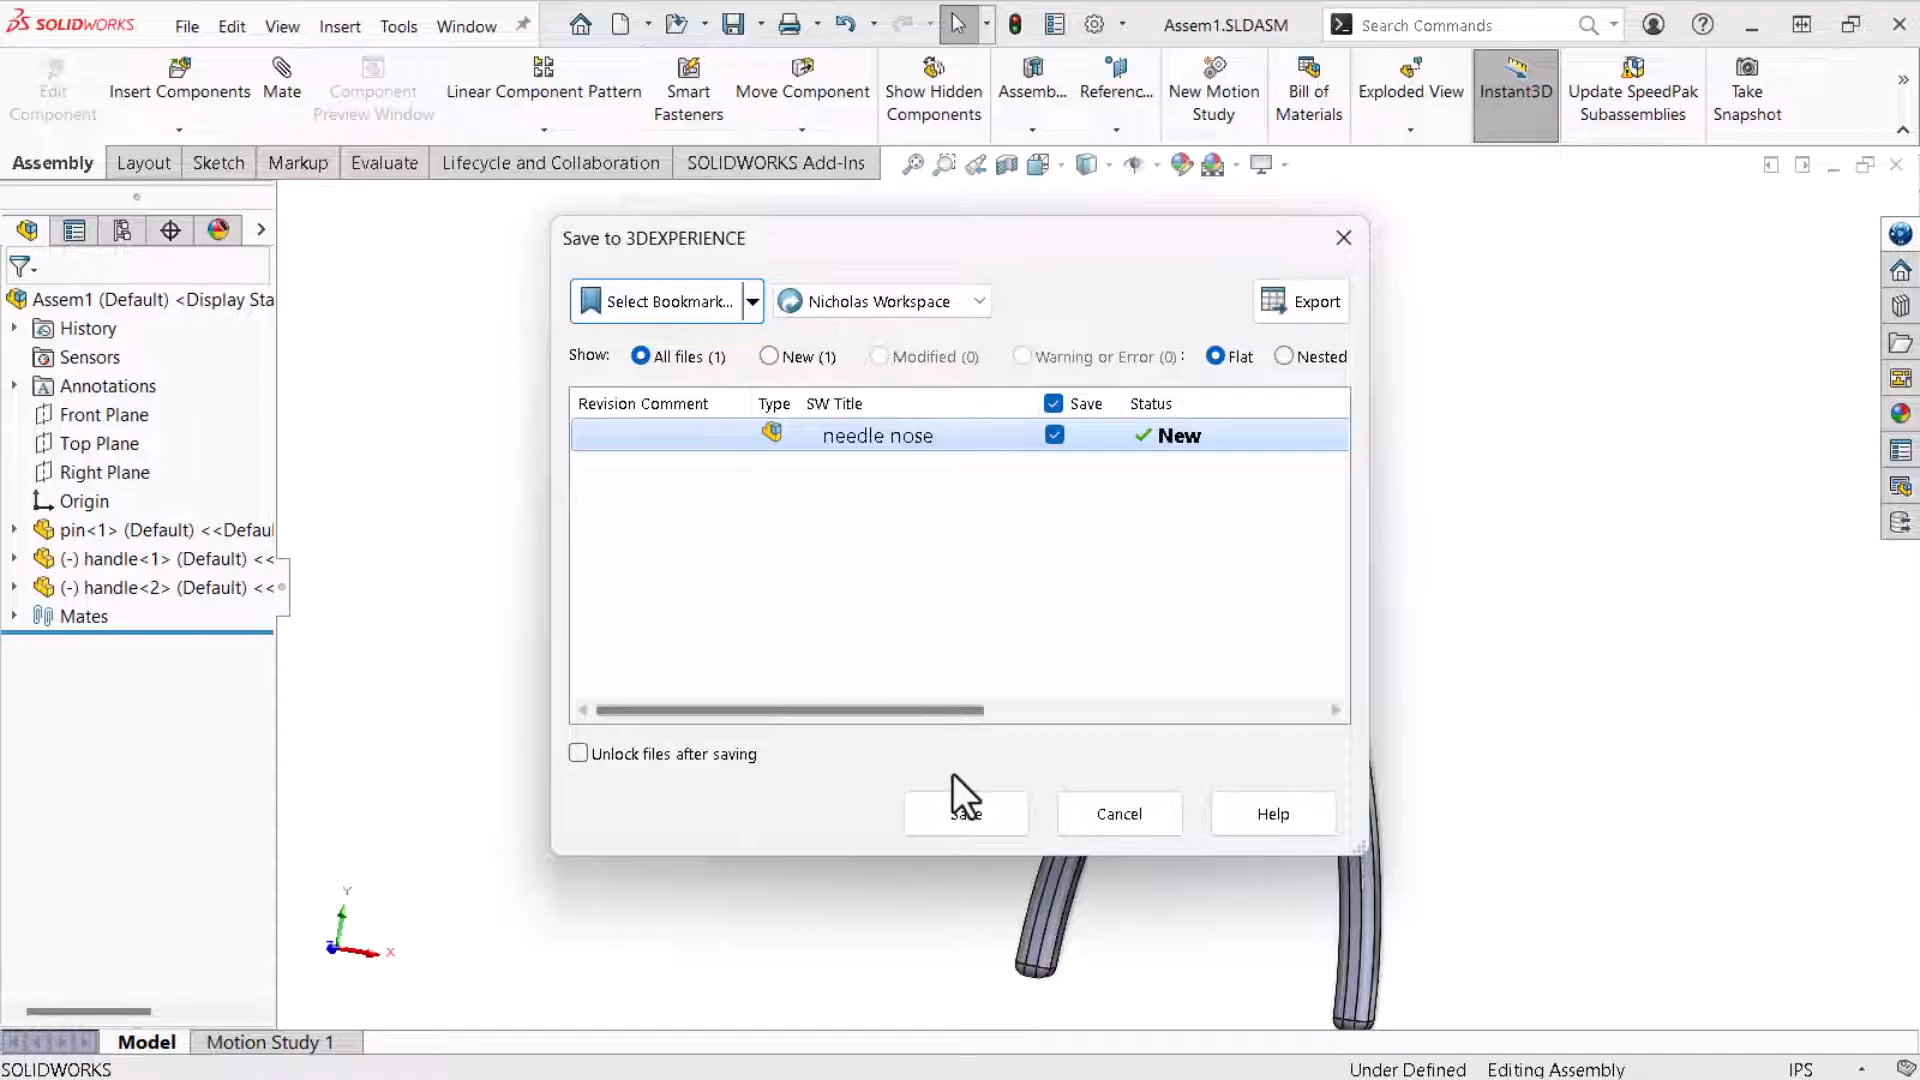 SOLIDWORKS File Edit View Insert Tools Window Assem1.SLDASM Search Commands
Edit Component
Insert Components
Mate
Component Preview Window
Linear Component Pattern
Smart Fasteners
Move Component
Show Hidden Components
Assemb...
Referenc...
New Motion Study
Bill of Materials
Exploded View
Instant3D
Update SpeedPak Subassemblies
Take Snapshot
Assembly Layout Sketch Markup Evaluate Lifecycle and Collaboration SOLIDWORKS Add-Ins
Assem1 (Default) <Display Sta
History
Sensors
Annotations
Front Plane
Top Plane
Right Plane
Origin
pin<1> (Default) <<Defaul
(-) handle<1> (Default) <<
(-) handle<2> (Default) <<
Mates
Save to 3DEXPERIENCE
Select Bookmark... Nicholas Workspace Export
Show: All files (1) New (1) Modified (0) Warning or Error (0) : Flat Nested
Revision Comment Type SW Title Save Status
needle nose New
Unlock files after saving
Save Cancel Help
Y
X
Model Motion Study 1
SOLIDWORKS Under Defined Editing Assembly IPS